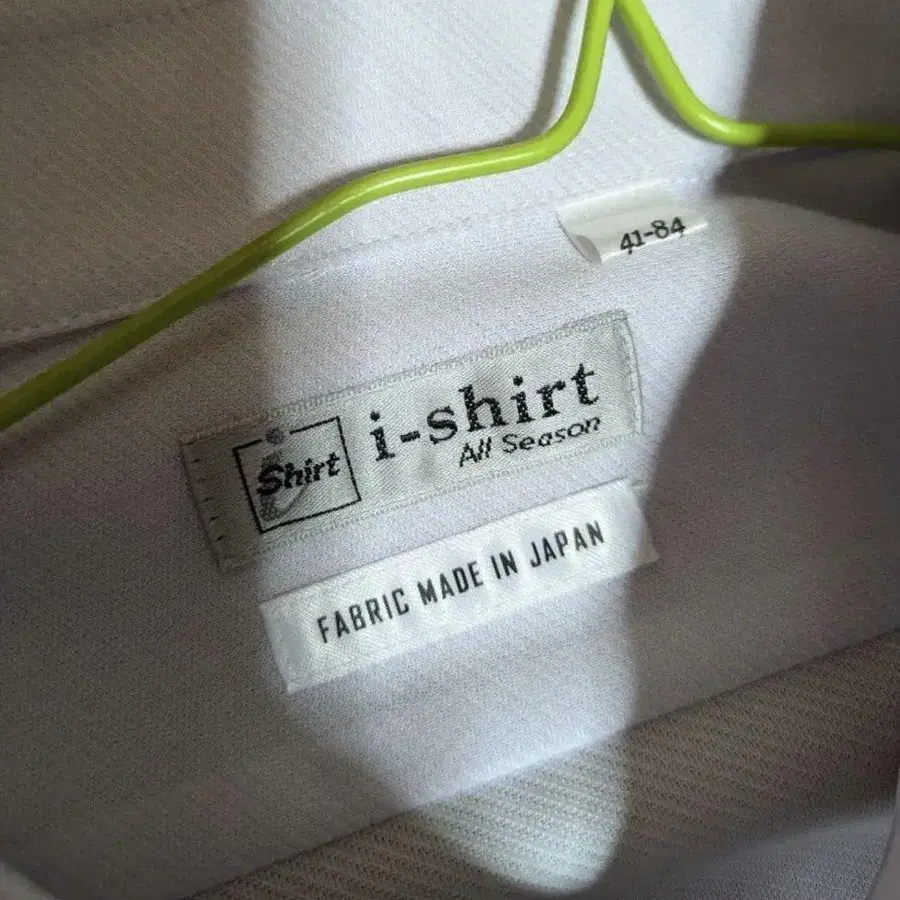 41-84
i-shirt
All Season
Shirt
FABRIC MADE IN JAPAN